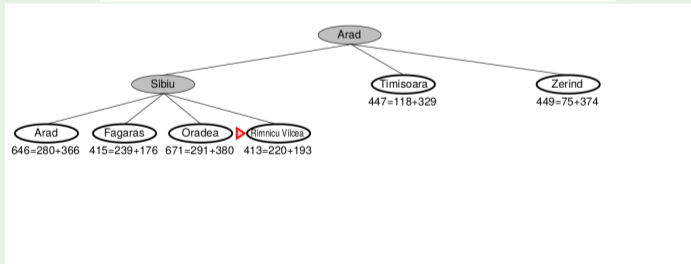 Arad
Sibiu
Timisoara
Zerind
447=118+329
449=75+374
Arad
Fagaras
Oradea
Rimnicu Vilcea
646=280+366
415=239+176
671=291+380
413=220+193